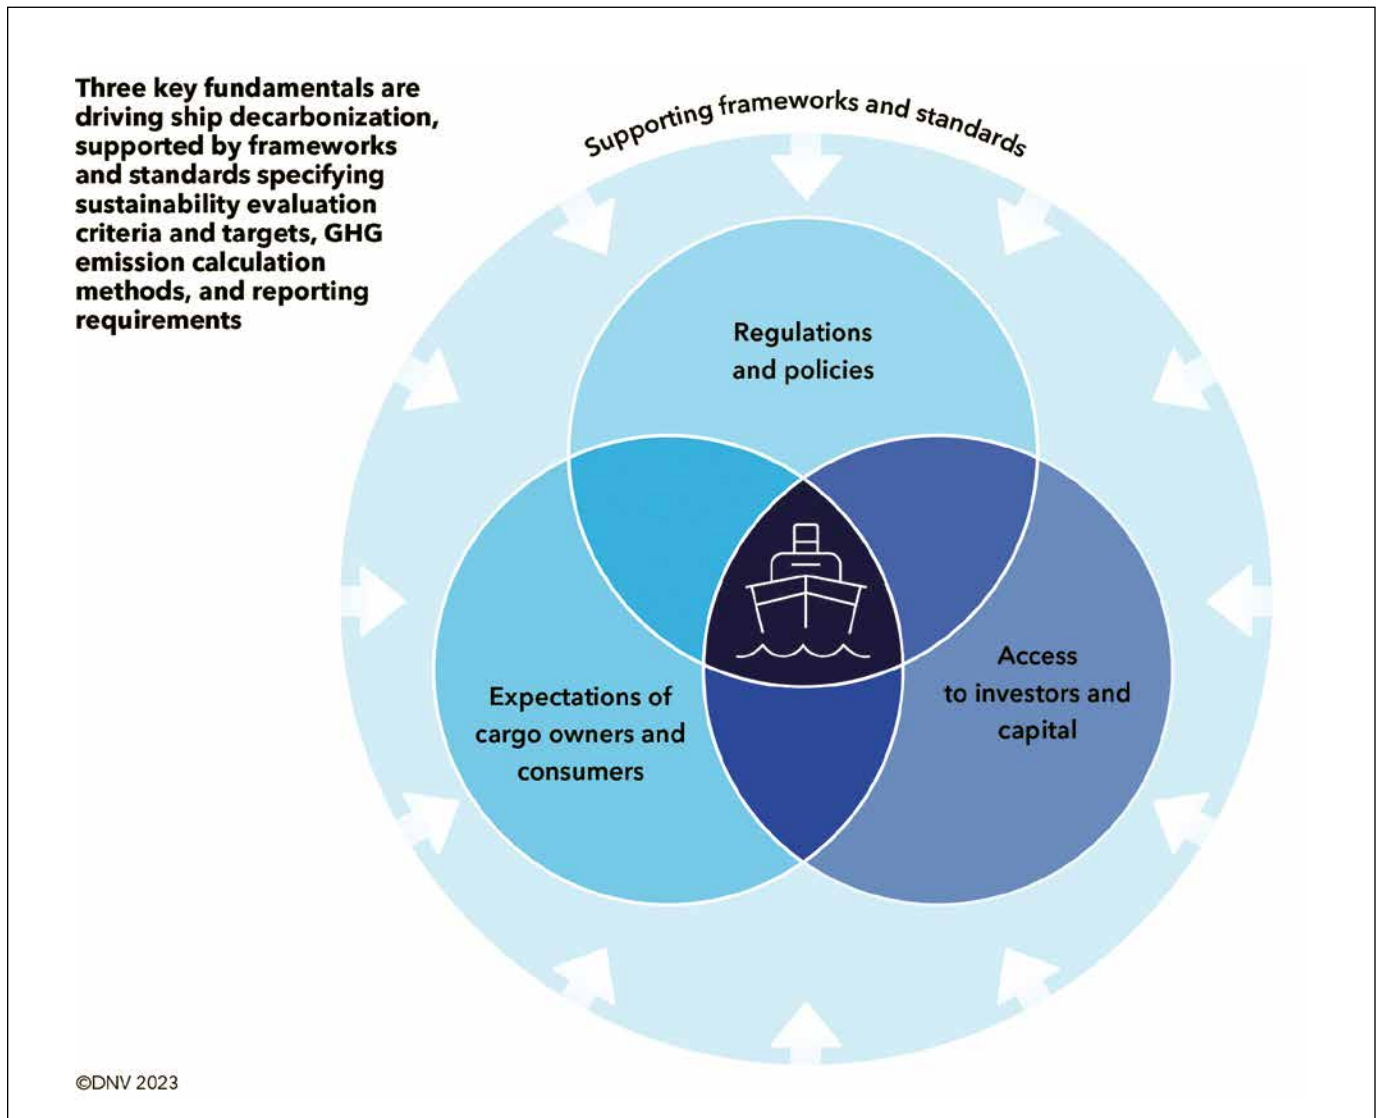 Three key fundamentals are
driving ship decarbonization,
supported by frameworks
and standards specifying
sustainability evaluation
criteria and targets, GHG
emission calculation
methods, and reporting
requirements
Supporting frameworks and standards
Regulations
and policies
Expectations of
cargo owners and
consumers
Access
to investors and
capital
©DNV 2023